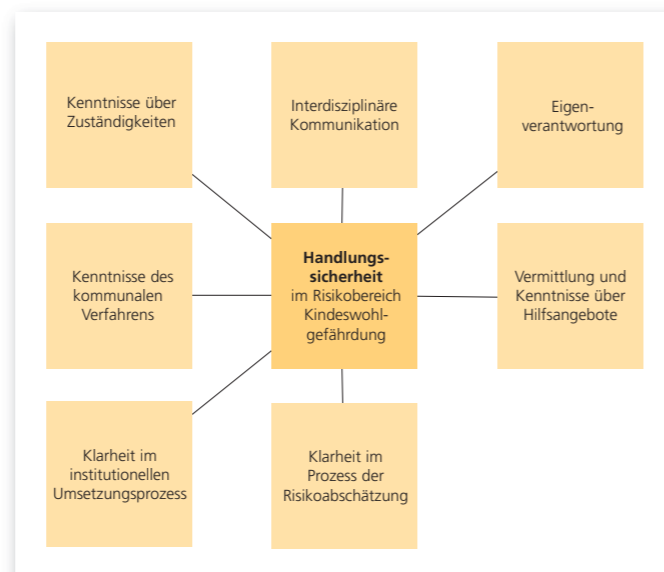 Kenntnisse über
Zuständigkeiten
Interdisziplinäre
Kommunikation
Eigen-
verantwortung
Kenntnisse des
kommunalen
Verfahrens
Handlungs-
sicherheit
im Risikobereich
Kindeswohl-
gefährdung
Vermittlung und
Kenntnisse über
Hilfsangebote
Klarheit im
institutionellen
Umsetzungsprozess
Klarheit im
Prozess der
Risikoabschätzung